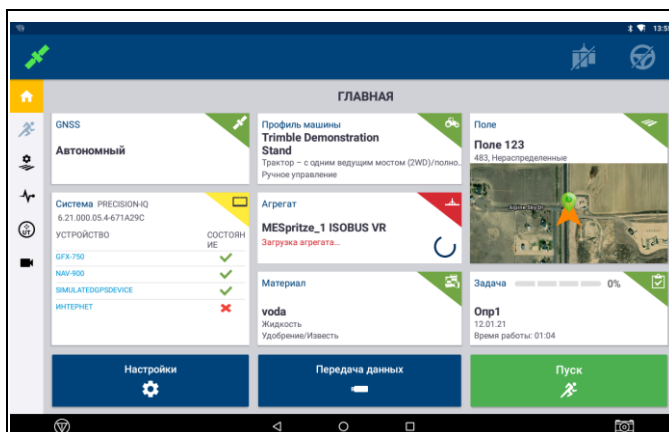 13:55
ГЛАВНАЯ
GNSS
Автономный
Профиль машины
Trimble Demonstration
Stand
Трактор – с одним ведущим мостом (2WD)/полно..
Ручное управление
Поле
Поле 123
483, Нераспределенные
Система PRECISION-IQ
6.21.000.05.4-671A29C
УСТРОЙСТВО СОСТОЯН
ИЕ
GFX-750
NAV-900
SIMULATEDGPSDEVICE
ИНТЕРНЕТ
Агрегат
MESpritze_1 ISOBUS VR
Загрузка агрегата...
Материал
voda
Жидкость
Удобрение/Известь
Задача 0%
Опр1
12.01.21
Время работы: 01:04
Настройки
Передача данных
Пуск
UT